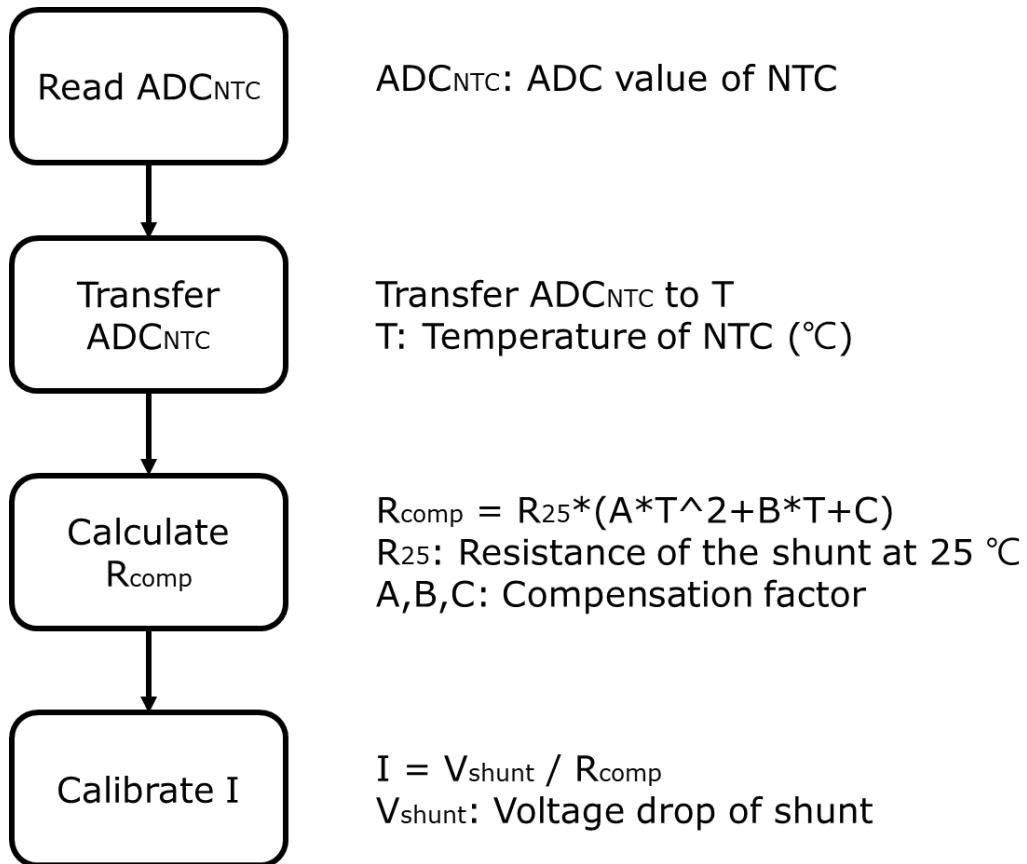 Read ADCNTC
ADCNTC: ADC value of NTC
Transfer
ADCNTC
Transfer ADCNTC to T
T: Temperature of NTC (℃)
Calculate
Rcomp
Rcomp = R25*(A*T^2+B*T+C)
R25: Resistance of the shunt at 25 ℃
A,B,C: Compensation factor
Calibrate I
I = Vshunt / Rcomp
Vshunt: Voltage drop of shunt